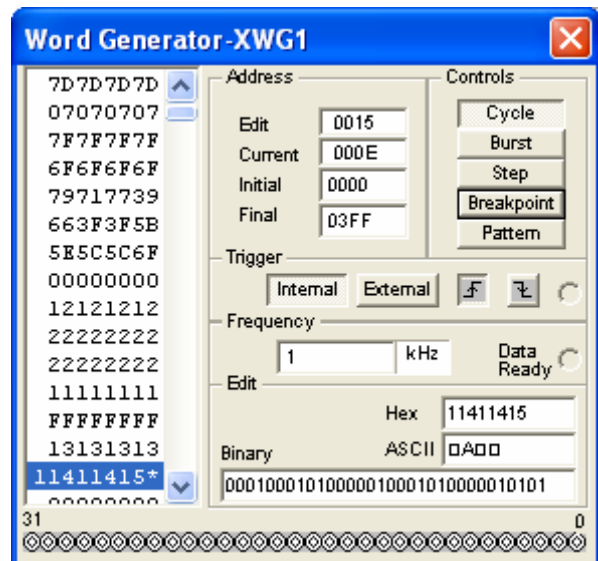 Word Generator-XWG1
7D7D7D7D
07070707
7F7F7F7F
6F6F6F6F
79717739
663F3F5B
5E5C5C6F
00000000
12121212
22222222
22222222
11111111
FFFFFFFF
13131313
11411415*
Address
Edit 0015
Current 000E
Initial 0000
Final 03FF
Controls
Cycle
Burst
Step
Breakpoint
Pattern
Trigger
Internal External
Frequency
1 kHz
Data
Ready
Edit
Hex 11411415
Binary ASCII □A□□
00010001010000010001010000010101
31 0